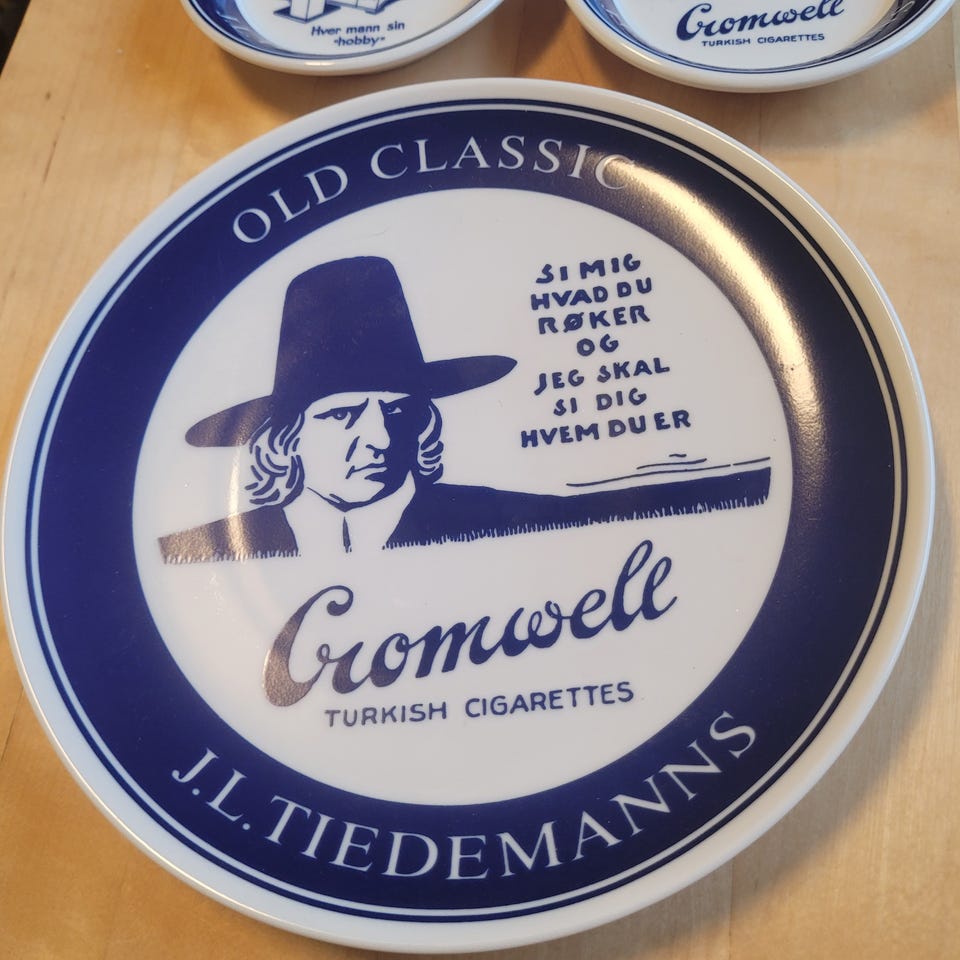 Hver mann sin
"hobby"
Cromwell
TURKISH CIGARETTES
OLD CLASSIC
SI MIG
HVAD DU
RØKER
OG
JEG SKAL
SI DIG
HVEM DU ER
Cromwell
TURKISH CIGARETTES
J.L. TIEDEMANNS